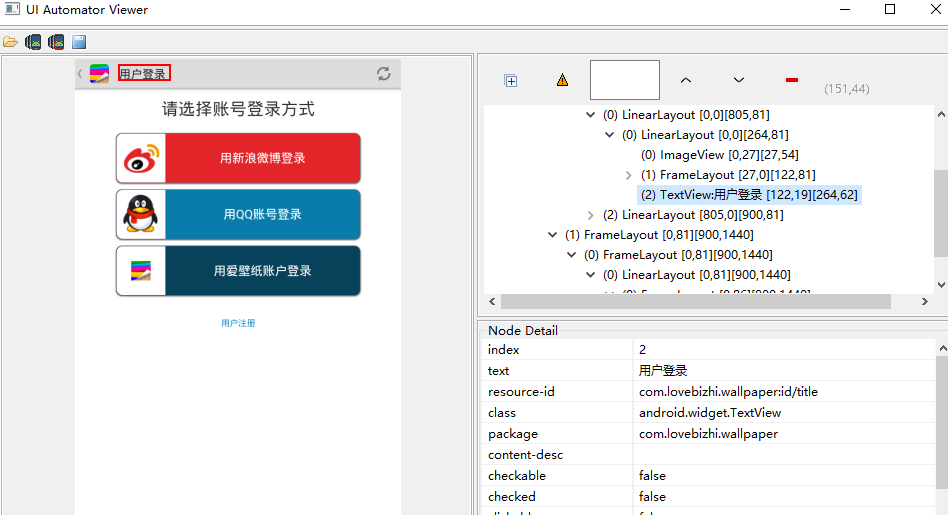 UI Automator Viewer
用户登录
请选择账号登录方式
用新浪微博登录
用QQ账号登录
用爱壁纸账户登录
用户注册
(151,44)
(0) LinearLayout [0,0][805,81]
(0) LinearLayout [0,0][264,81]
(0) ImageView [0,27][27,54]
(1) FrameLayout [27,0][122,81]
(2) TextView:用户登录 [122,19][264,62]
(2) LinearLayout [805,0][900,81]
(1) FrameLayout [0,81][900,1440]
(0) FrameLayout [0,81][900,1440]
(0) LinearLayout [0,81][900,1440]
(0) FrameLayout [0,86][900,1440]
Node Detail
index 2
text 用户登录
resource-id com.lovebizhi.wallpaper:id/title
class android.widget.TextView
package com.lovebizhi.wallpaper
content-desc
checkable false
checked false